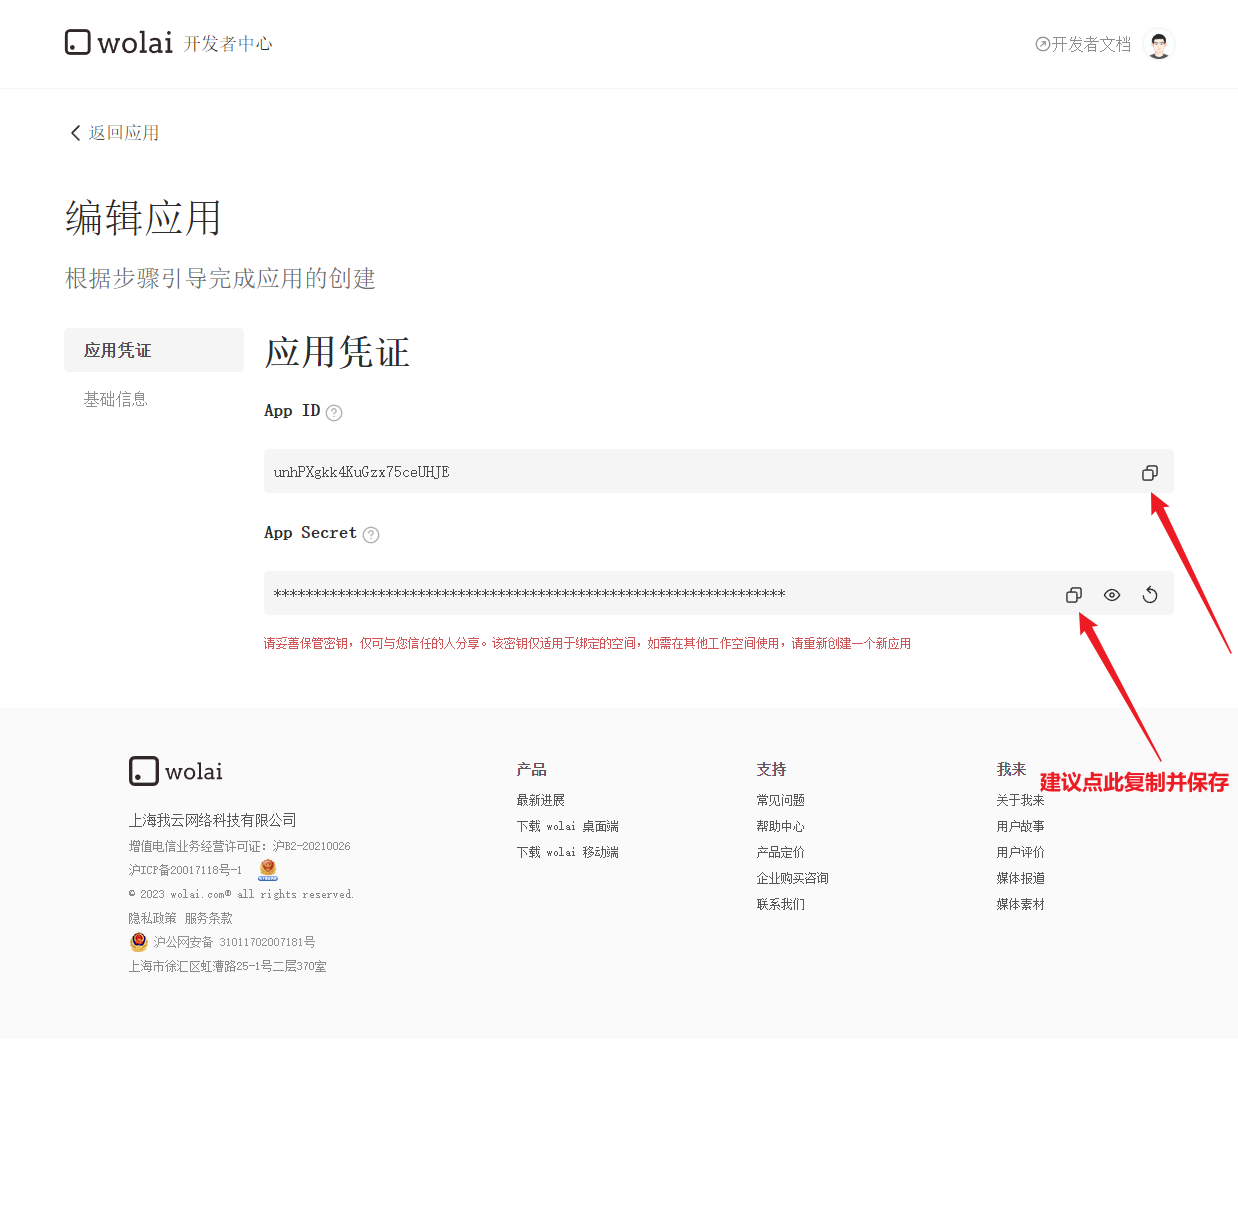 wolai 开发者中心
开发者文档
返回应用
编辑应用
根据步骤引导完成应用的创建
应用凭证
基础信息
应用凭证
App ID
unhPXgkk4KuGzx75ceUHJE
App Secret
****************************************************************
请妥善保管密钥，仅可与您信任的人分享。该密钥仅适用于绑定的空间，如需在其他工作空间使用，请重新创建一个新应用
建议点此复制并保存
wolai
上海我云网络科技有限公司
增值电信业务经营许可证：沪B2-20210026
沪ICP备20017118号-1
© 2023 wolai.com® all rights reserved.
隐私政策 服务条款
沪公网安备 31011702007181号
上海市徐汇区虹漕路25-1号二层370室
产品
最新进展
下载 wolai 桌面端
下载 wolai 移动端
支持
常见问题
帮助中心
产品定价
企业购买咨询
联系我们
我来
关于我来
用户故事
用户评价
媒体报道
媒体素材